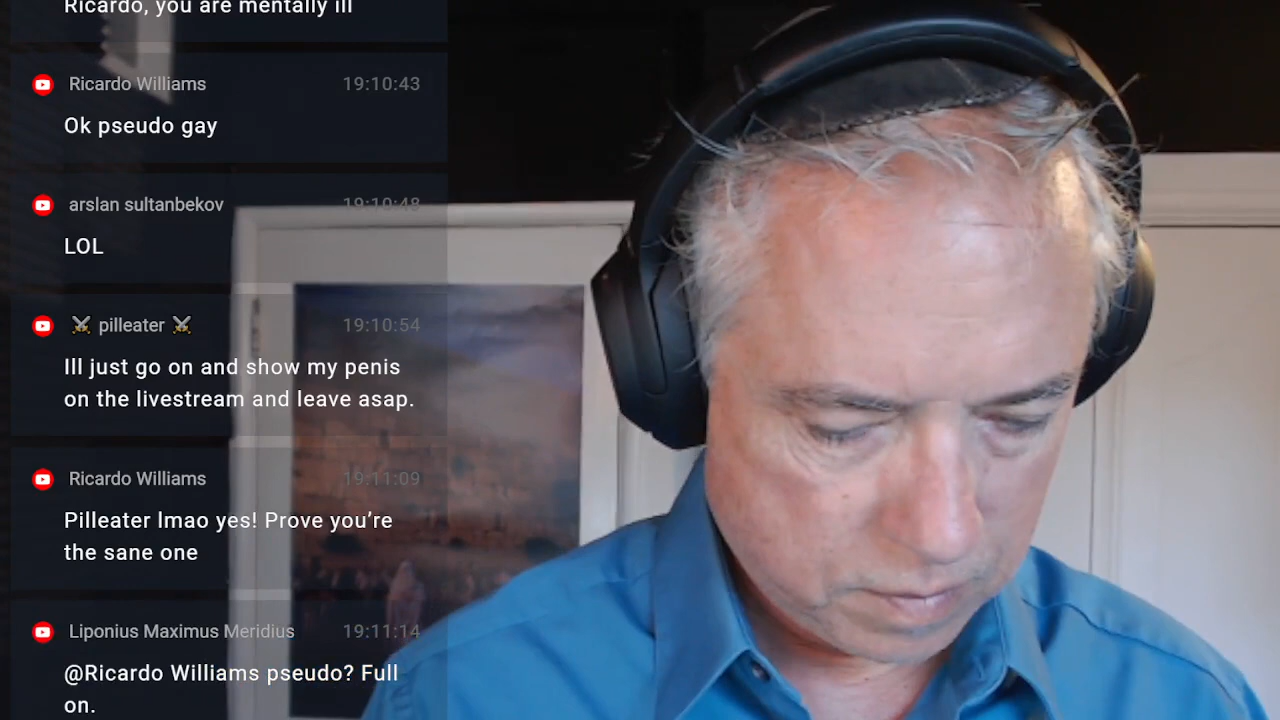 Ricardo, you are mentally ill
Ricardo Williams 19:10:43
Ok pseudo gay
arslan sultanbekov 19:10:48
LOL
⚔️ pilleater ⚔️ 19:10:54
Ill just go on and show my penis
on the livestream and leave asap.
Ricardo Williams 19:11:09
Pilleater lmao yes! Prove you’re
the sane one
Liponius Maximus Meridius 19:11:14
@Ricardo Williams pseudo? Full
on.